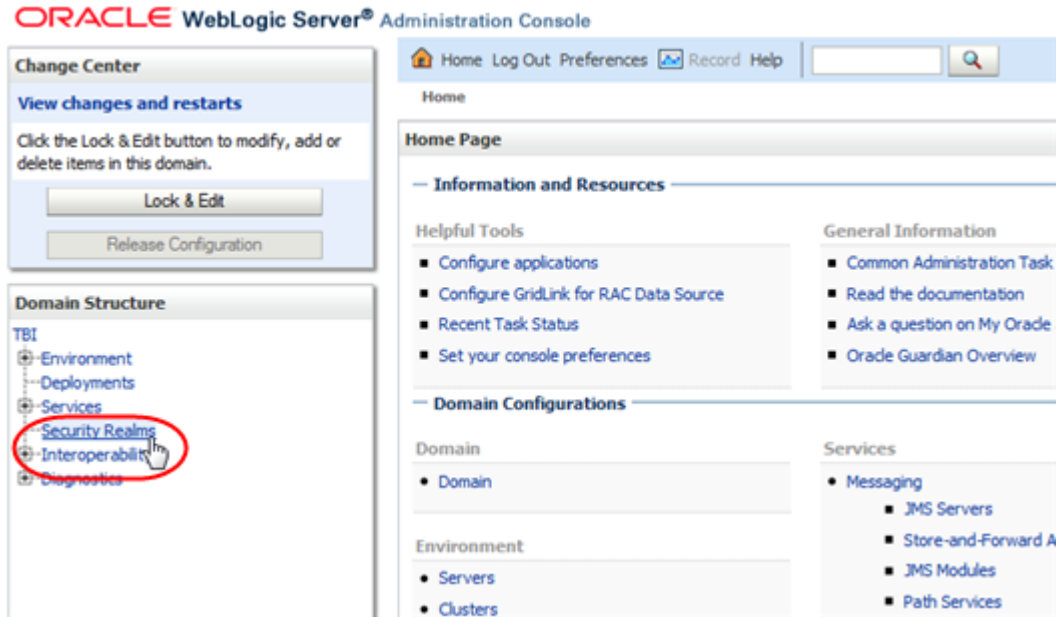 ORACLE WebLogic Server® Administration Console
Change Center
View changes and restarts
Click the Lock & Edit button to modify, add or
delete items in this domain.
Lock & Edit
Release Configuration
Domain Structure
TBI
Environment
Deployments
Services
Security Realms
Interoperability
Diagnostics
Home Log Out Preferences Record Help
Home
Home Page
Information and Resources
Helpful Tools
Configure applications
Configure GridLink for RAC Data Source
Recent Task Status
Set your console preferences
General Information
Common Administration Task
Read the documentation
Ask a question on My Oracle
Oracle Guardian Overview
Domain Configurations
Domain
Domain
Environment
Servers
Clusters
Services
Messaging
JMS Servers
Store-and-Forward A
JMS Modules
Path Services